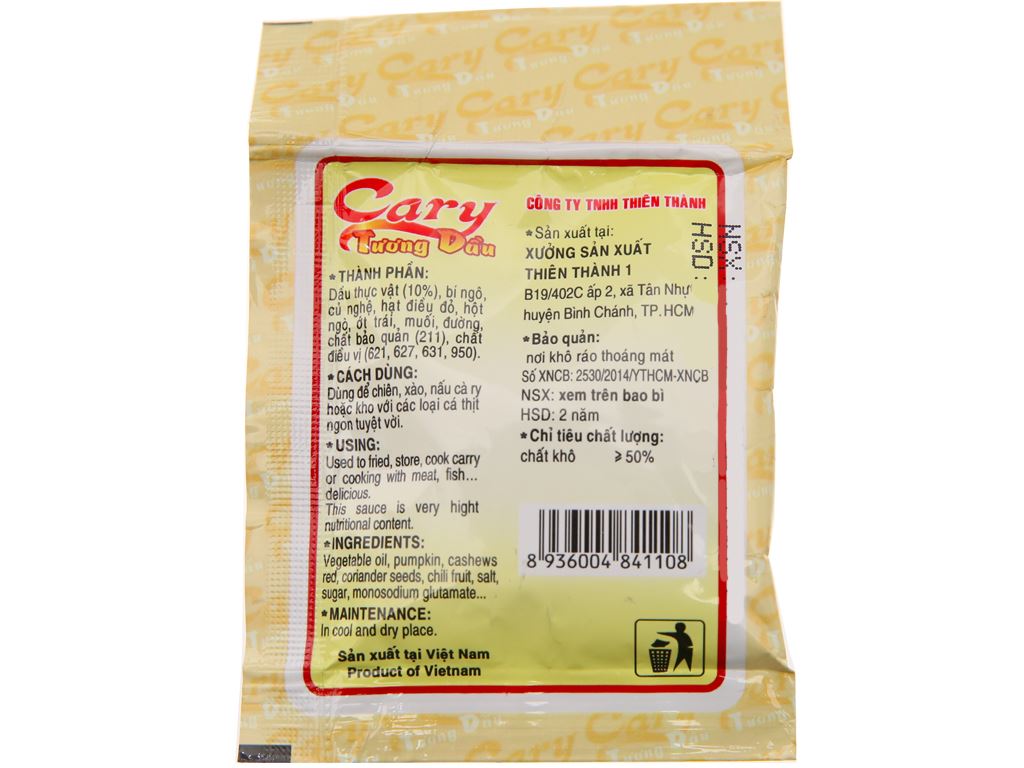 Cary
Tương Dầu
*THÀNH PHẦN:
Dầu thực vật (10%), bí ngô,
củ nghệ, hạt điều đỏ, hột
ngò, ớt trái, muối, đường,
chất bảo quản (211), chất
điều vị (621, 627, 631, 950).
*CÁCH DÙNG:
Dùng để chiên, xào, nấu cà ry
hoặc kho với các loại cá thịt
ngon tuyệt vời.
*USING:
Used to fried, store, cook carry
or cooking with meat, fish...
delicious.
This sauce is very hight
nutritional content.
*INGREDIENTS:
Vegetable oil, pumpkin, cashews
red, coriander seeds, chili fruit, salt,
sugar, monosodium glutamate...
*MAINTENANCE:
In cool and dry place.
Sản xuất tại Việt Nam
Product of Vietnam
CÔNG TY TNHH THIÊN THÀNH
*Sản xuất tại:
XƯỞNG SẢN XUẤT
THIÊN THÀNH 1
B19/402C ấp 2, xã Tân Nhự
huyện Bình Chánh, TP.HCM
*Bảo quản:
nơi khô ráo thoáng mát
Số XNCB: 2530/2014/YTHCM-XNCB
NSX: xem trên bao bì
HSD: 2 năm
*Chỉ tiêu chất lượng:
chất khô ≥50%
8 936004 841108
NSX:
HSD: